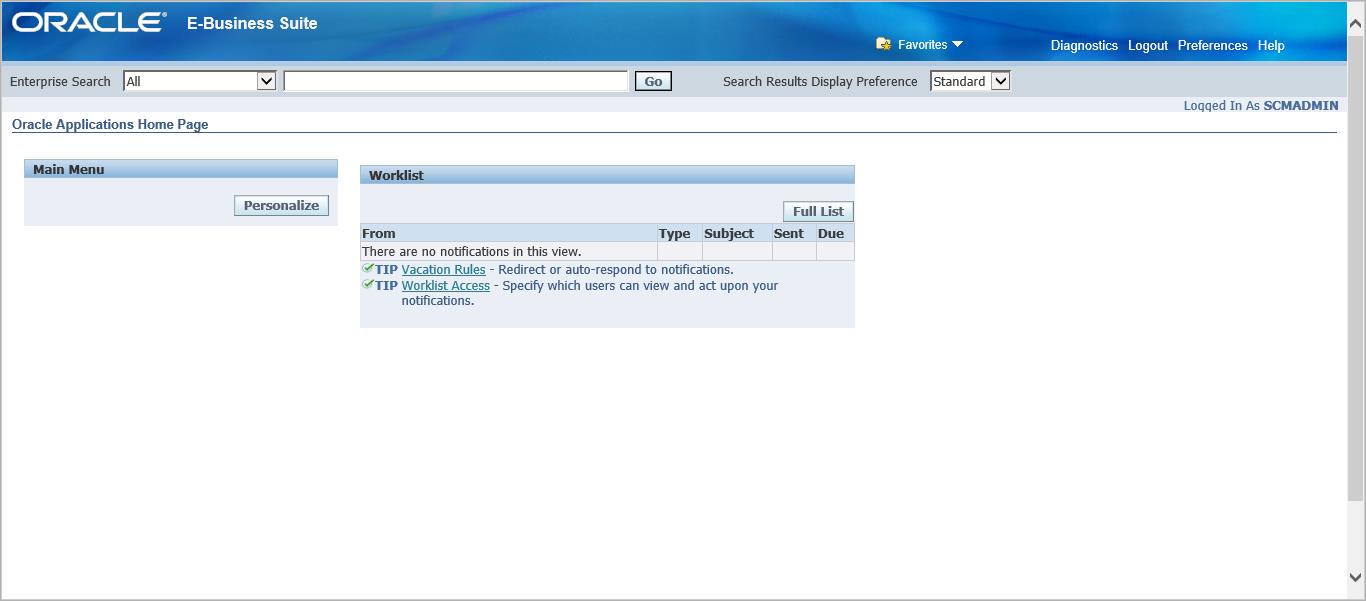 ORACLE® E-Business Suite
Favorites Diagnostics Logout Preferences Help
Enterprise Search All Go Search Results Display Preference Standard
Logged In As SCMADMIN
Oracle Applications Home Page
Main Menu
Personalize
Worklist
Full List
From Type Subject Sent Due
There are no notifications in this view.
TIP Vacation Rules - Redirect or auto-respond to notifications.
TIP Worklist Access - Specify which users can view and act upon your
notifications.